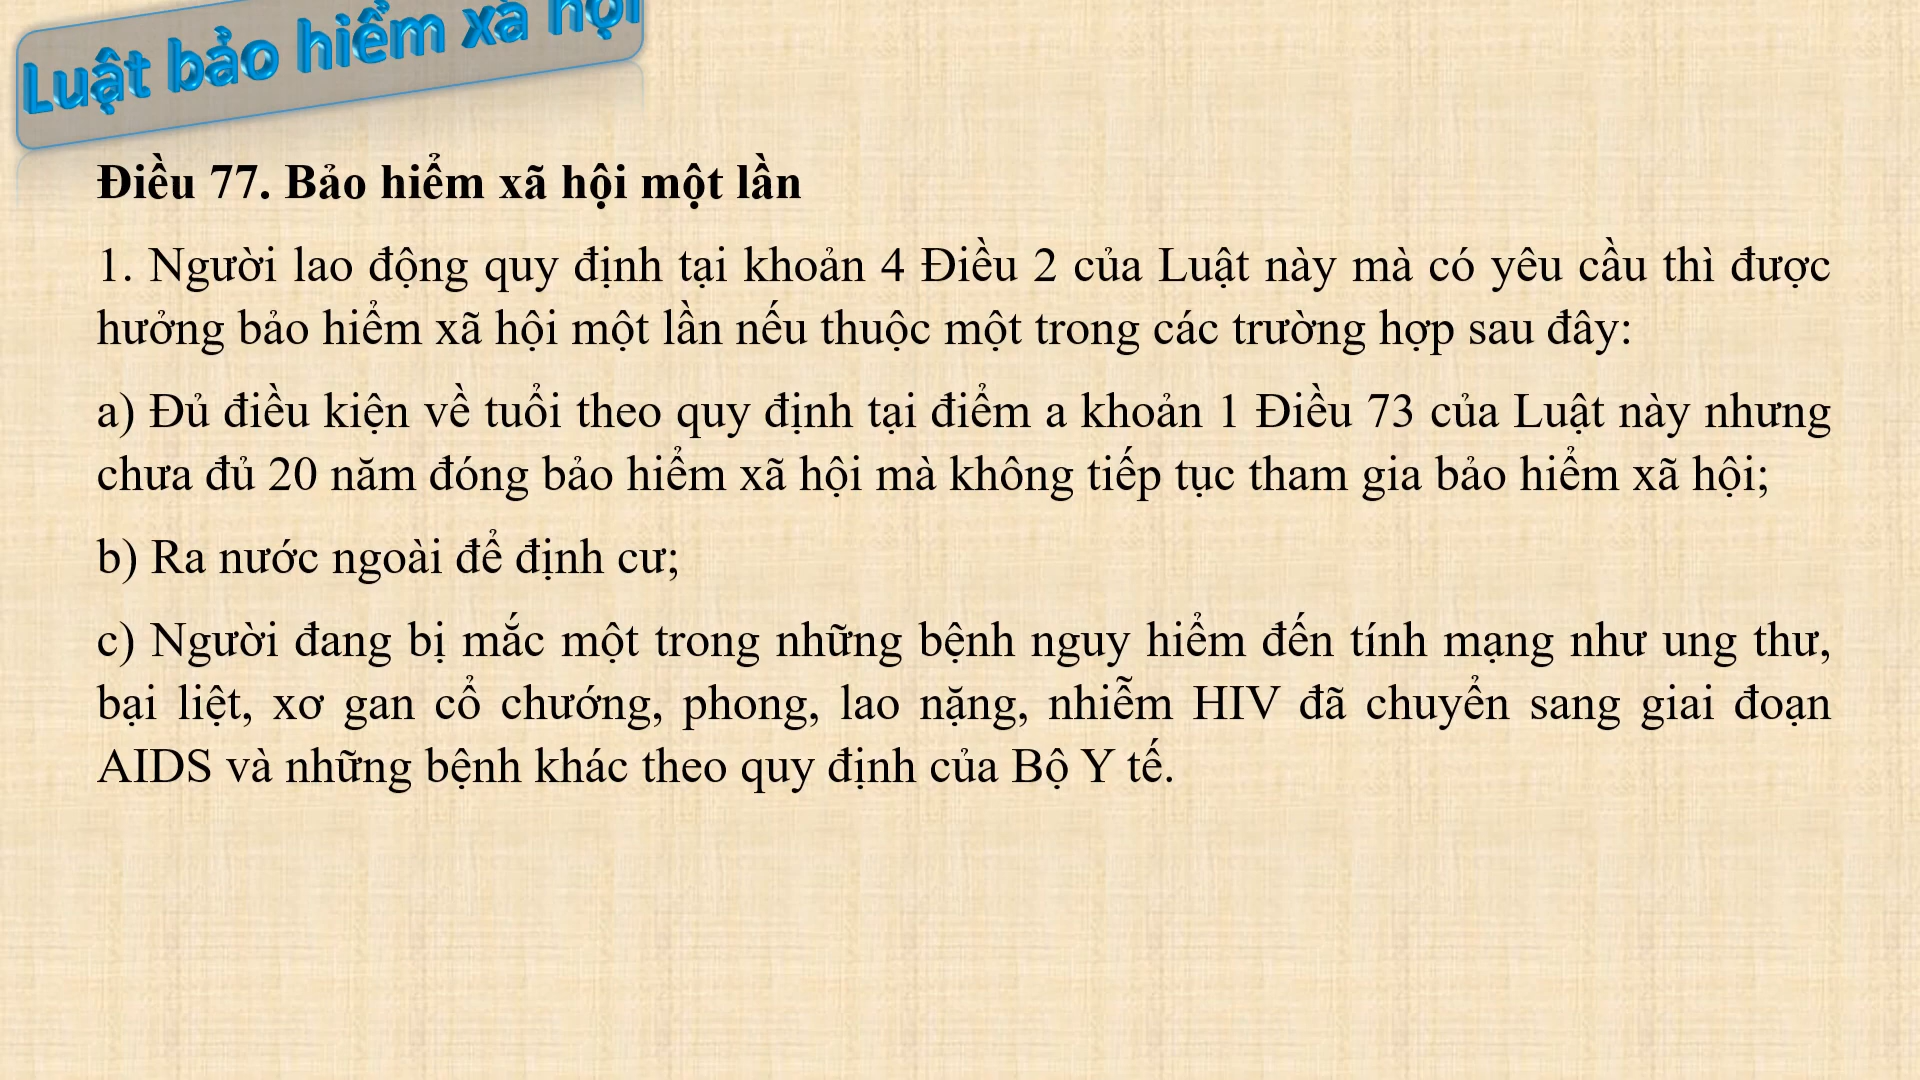 Luật bảo hiểm xã hội
Điều 77. Bảo hiểm xã hội một lần
1. Người lao động quy định tại khoản 4 Điều 2 của Luật này mà có yêu cầu thì được
hưởng bảo hiểm xã hội một lần nếu thuộc một trong các trường hợp sau đây:
a) Đủ điều kiện về tuổi theo quy định tại điểm a khoản 1 Điều 73 của Luật này nhưng
chưa đủ 20 năm đóng bảo hiểm xã hội mà không tiếp tục tham gia bảo hiểm xã hội;
b) Ra nước ngoài để định cư;
c) Người đang bị mắc một trong những bệnh nguy hiểm đến tính mạng như ung thư,
bại liệt, xơ gan cổ chướng, phong, lao nặng, nhiễm HIV đã chuyển sang giai đoạn
AIDS và những bệnh khác theo quy định của Bộ Y tế.